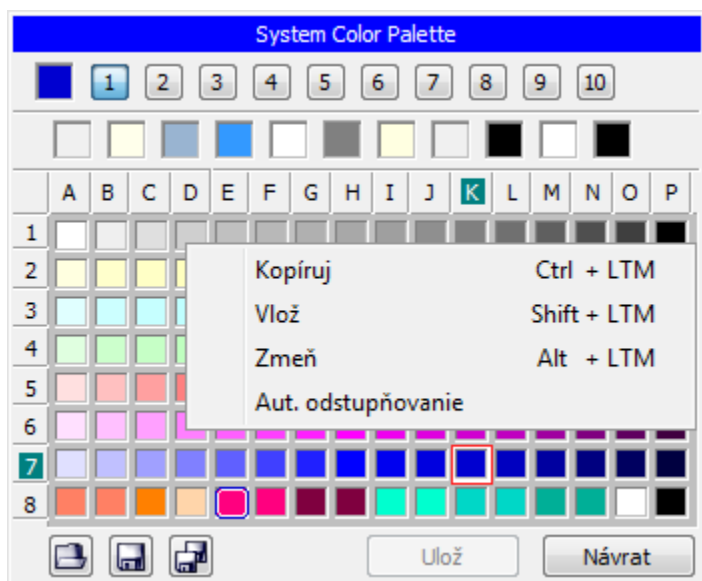 System Color Palette
1 2 3 4 5 6 7 8 9 10
A B C D E F G H I J K L M N O P
1
2
Kopíruj Ctrl + LTM
3
Vlož Shift + LTM
4
Zmeň Alt + LTM
5
Aut. odstupňovanie
6
7
8
Ulož Návrat